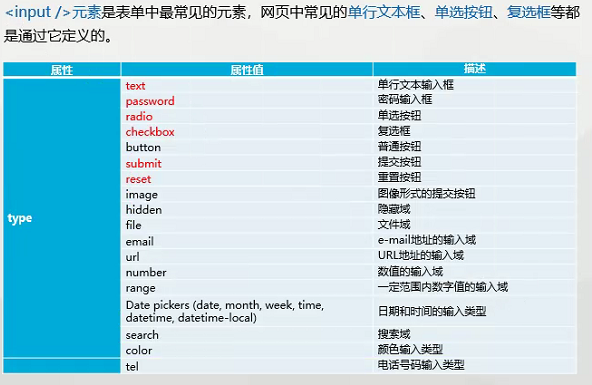 <input />元素是表单中最常见的元素，网页中常见的单行文本框、单选按钮、复选框等都
是通过它定义的。
属性 属性值 描述
text 单行文本输入框
password 密码输入框
radio 单选按钮
checkbox 复选框
button 普通按钮
submit 提交按钮
reset 重置按钮
image 图像形式的提交按钮
hidden 隐藏域
type file 文件域
email e-mail地址的输入域
url URL地址的输入域
number 数值的输入域
range 一定范围内数字值的输入域
Date pickers (date, month, week, time,
datetime, datetime-local) 日期和时间的输入类型
search 搜索域
color 颜色输入类型
tel 电话号码输入类型